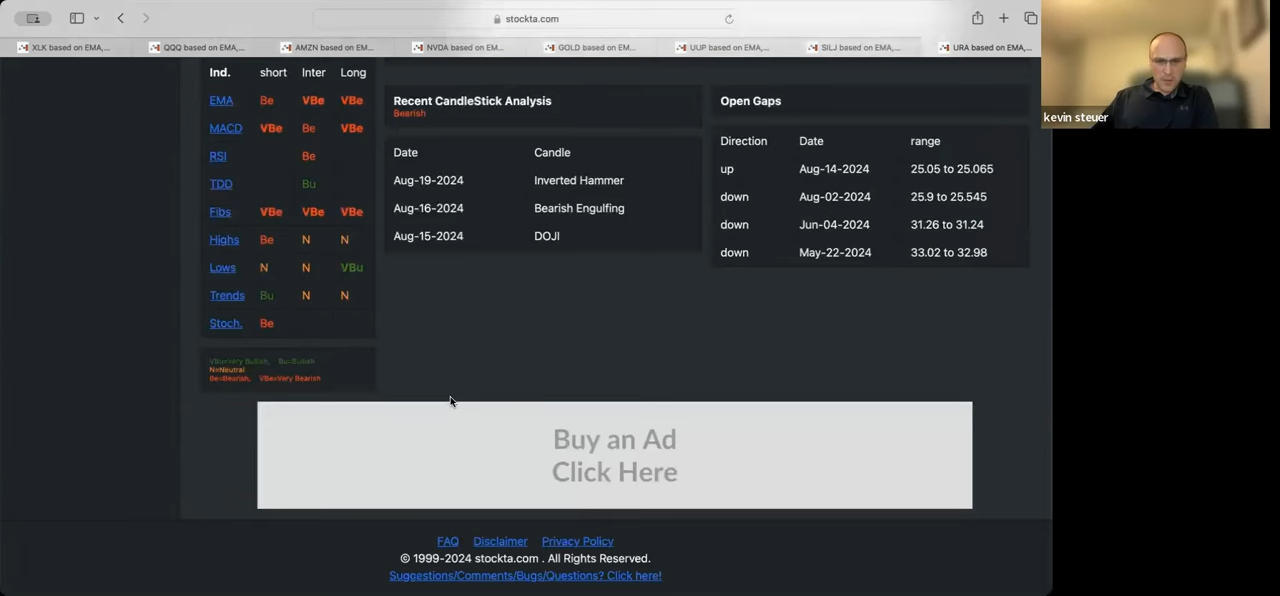 stockta.com
XLK based on EMA,...
QQQ based on EMA,...
AMZN based on EM...
NVDA based on EM...
GOLD based on EM...
UUP based on EMA,...
SILJ based on EMA,...
URA based on EMA,...
kevin steuer
Ind. short Inter Long
EMA Be VBe VBe
MACD VBe Be VBe
RSI Be
TDD Bu
Fibs VBe VBe VBe
Highs Be N N
Lows N N VBu
Trends Bu N N
Stoch. Be
VBu=Very Bullish, Bu=Bullish
N=Neutral
Be=Bearish, VBe=Very Bearish
Recent CandleStick Analysis
Bearish
Date Candle
Aug-19-2024 Inverted Hammer
Aug-16-2024 Bearish Engulfing
Aug-15-2024 DOJI
Open Gaps
Direction Date range
up Aug-14-2024 25.05 to 25.065
down Aug-02-2024 25.9 to 25.545
down Jun-04-2024 31.26 to 31.24
down May-22-2024 33.02 to 32.98
Buy an Ad
Click Here
FAQ Disclaimer Privacy Policy
© 1999-2024 stockta.com . All Rights Reserved.
Suggestions/Comments/Bugs/Questions? Click here!